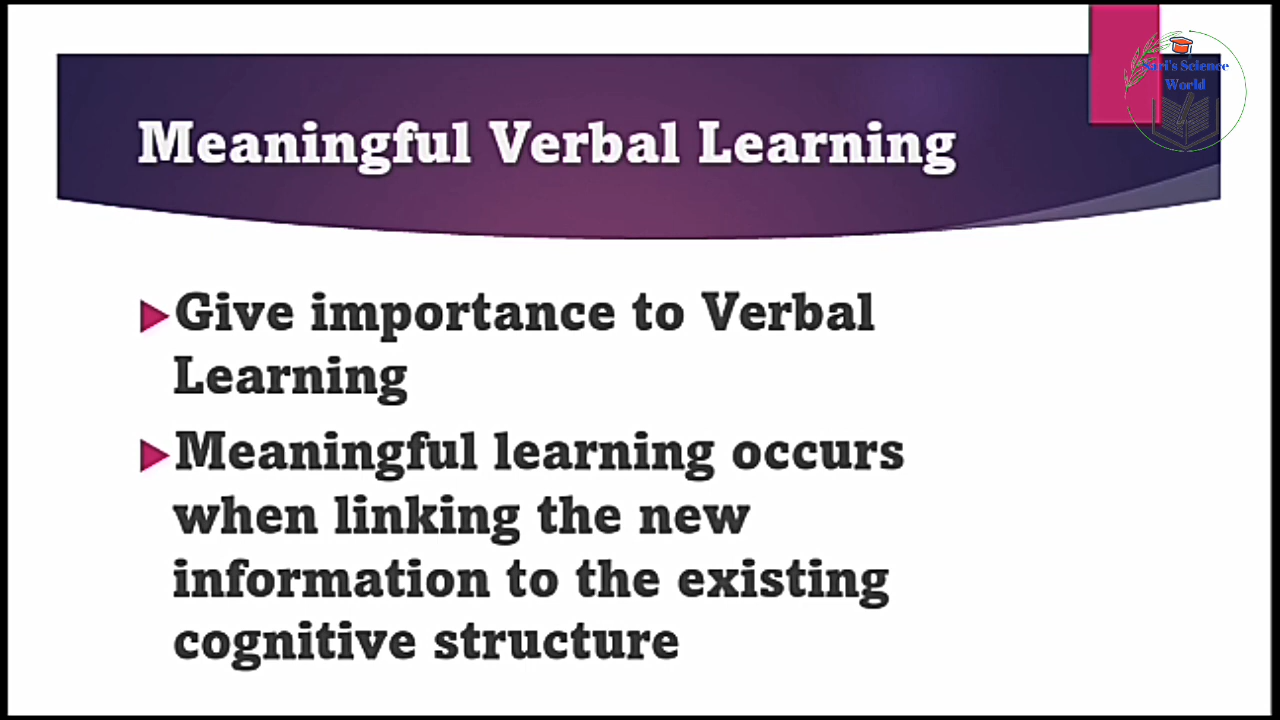 Meaningful Verbal Learning
Sari's Science
World
Give importance to Verbal
Learning
Meaningful learning occurs
when linking the new
information to the existing
cognitive structure